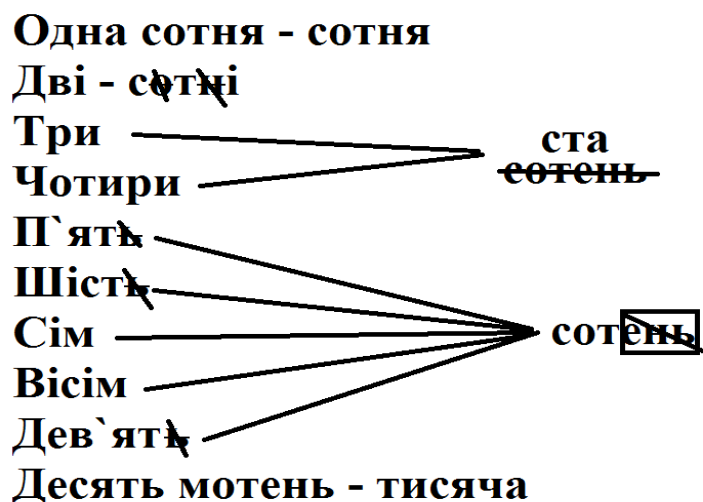 Одна сотня - сотня
Дві - сотні
Три
ста
Чотири
сотень
П`ять
Шість
Сім
сотень
Вісім
Дев`ять
Десять мотень - тисяча